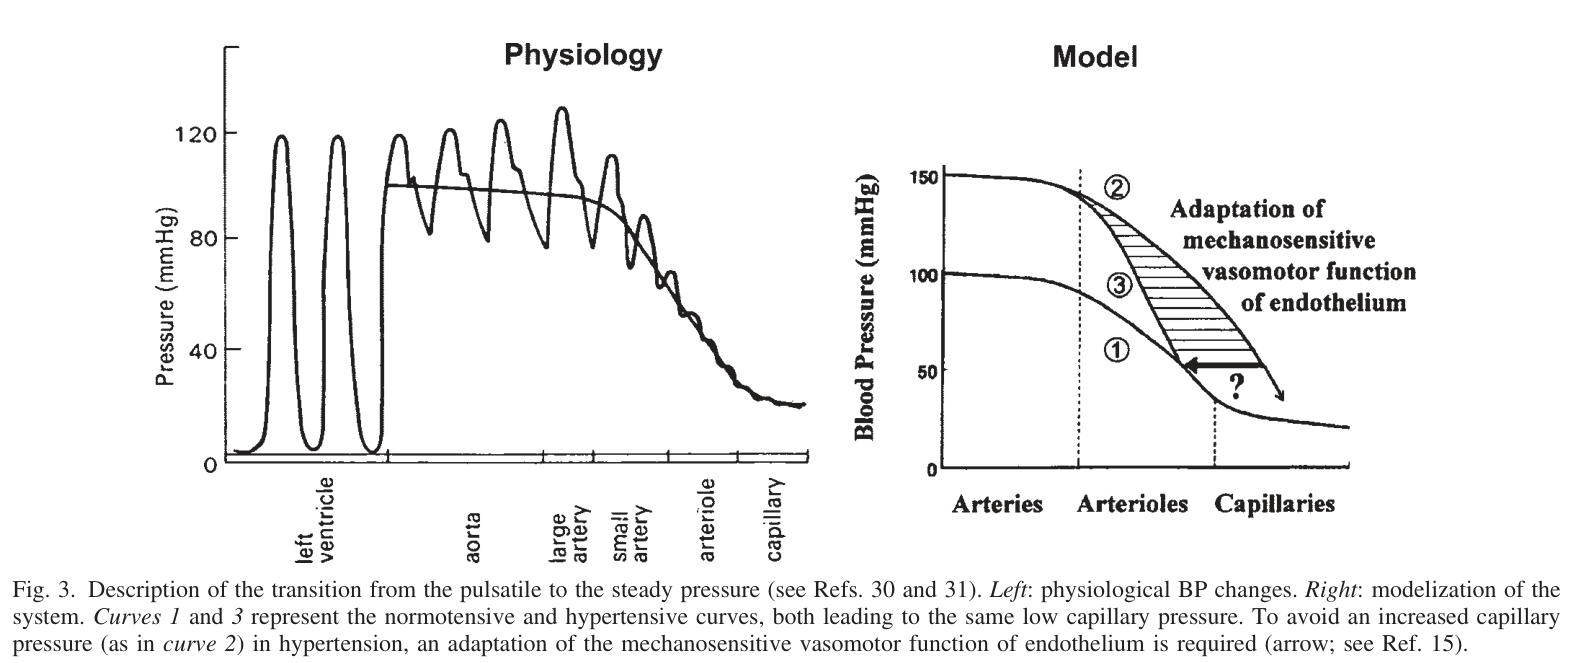 Physiology
Pressure (mmHg)
120
80
40
0
left
ventricle
aorta
large
artery
small
artery
arteriole
capillary
Model
Blood Pressure (mmHg)
150
100
50
0
②
③
①
Adaptation of
mechanosensitive
vasomotor function
of endothelium
?
Arteries
Arterioles
Capillaries
Fig. 3. Description of the transition from the pulsatile to the steady pressure (see Refs. 30 and 31). Left: physiological BP changes. Right: modelization of the
system. Curves 1 and 3 represent the normotensive and hypertensive curves, both leading to the same low capillary pressure. To avoid an increased capillary
pressure (as in curve 2) in hypertension, an adaptation of the mechanosensitive vasomotor function of endothelium is required (arrow; see Ref. 15).